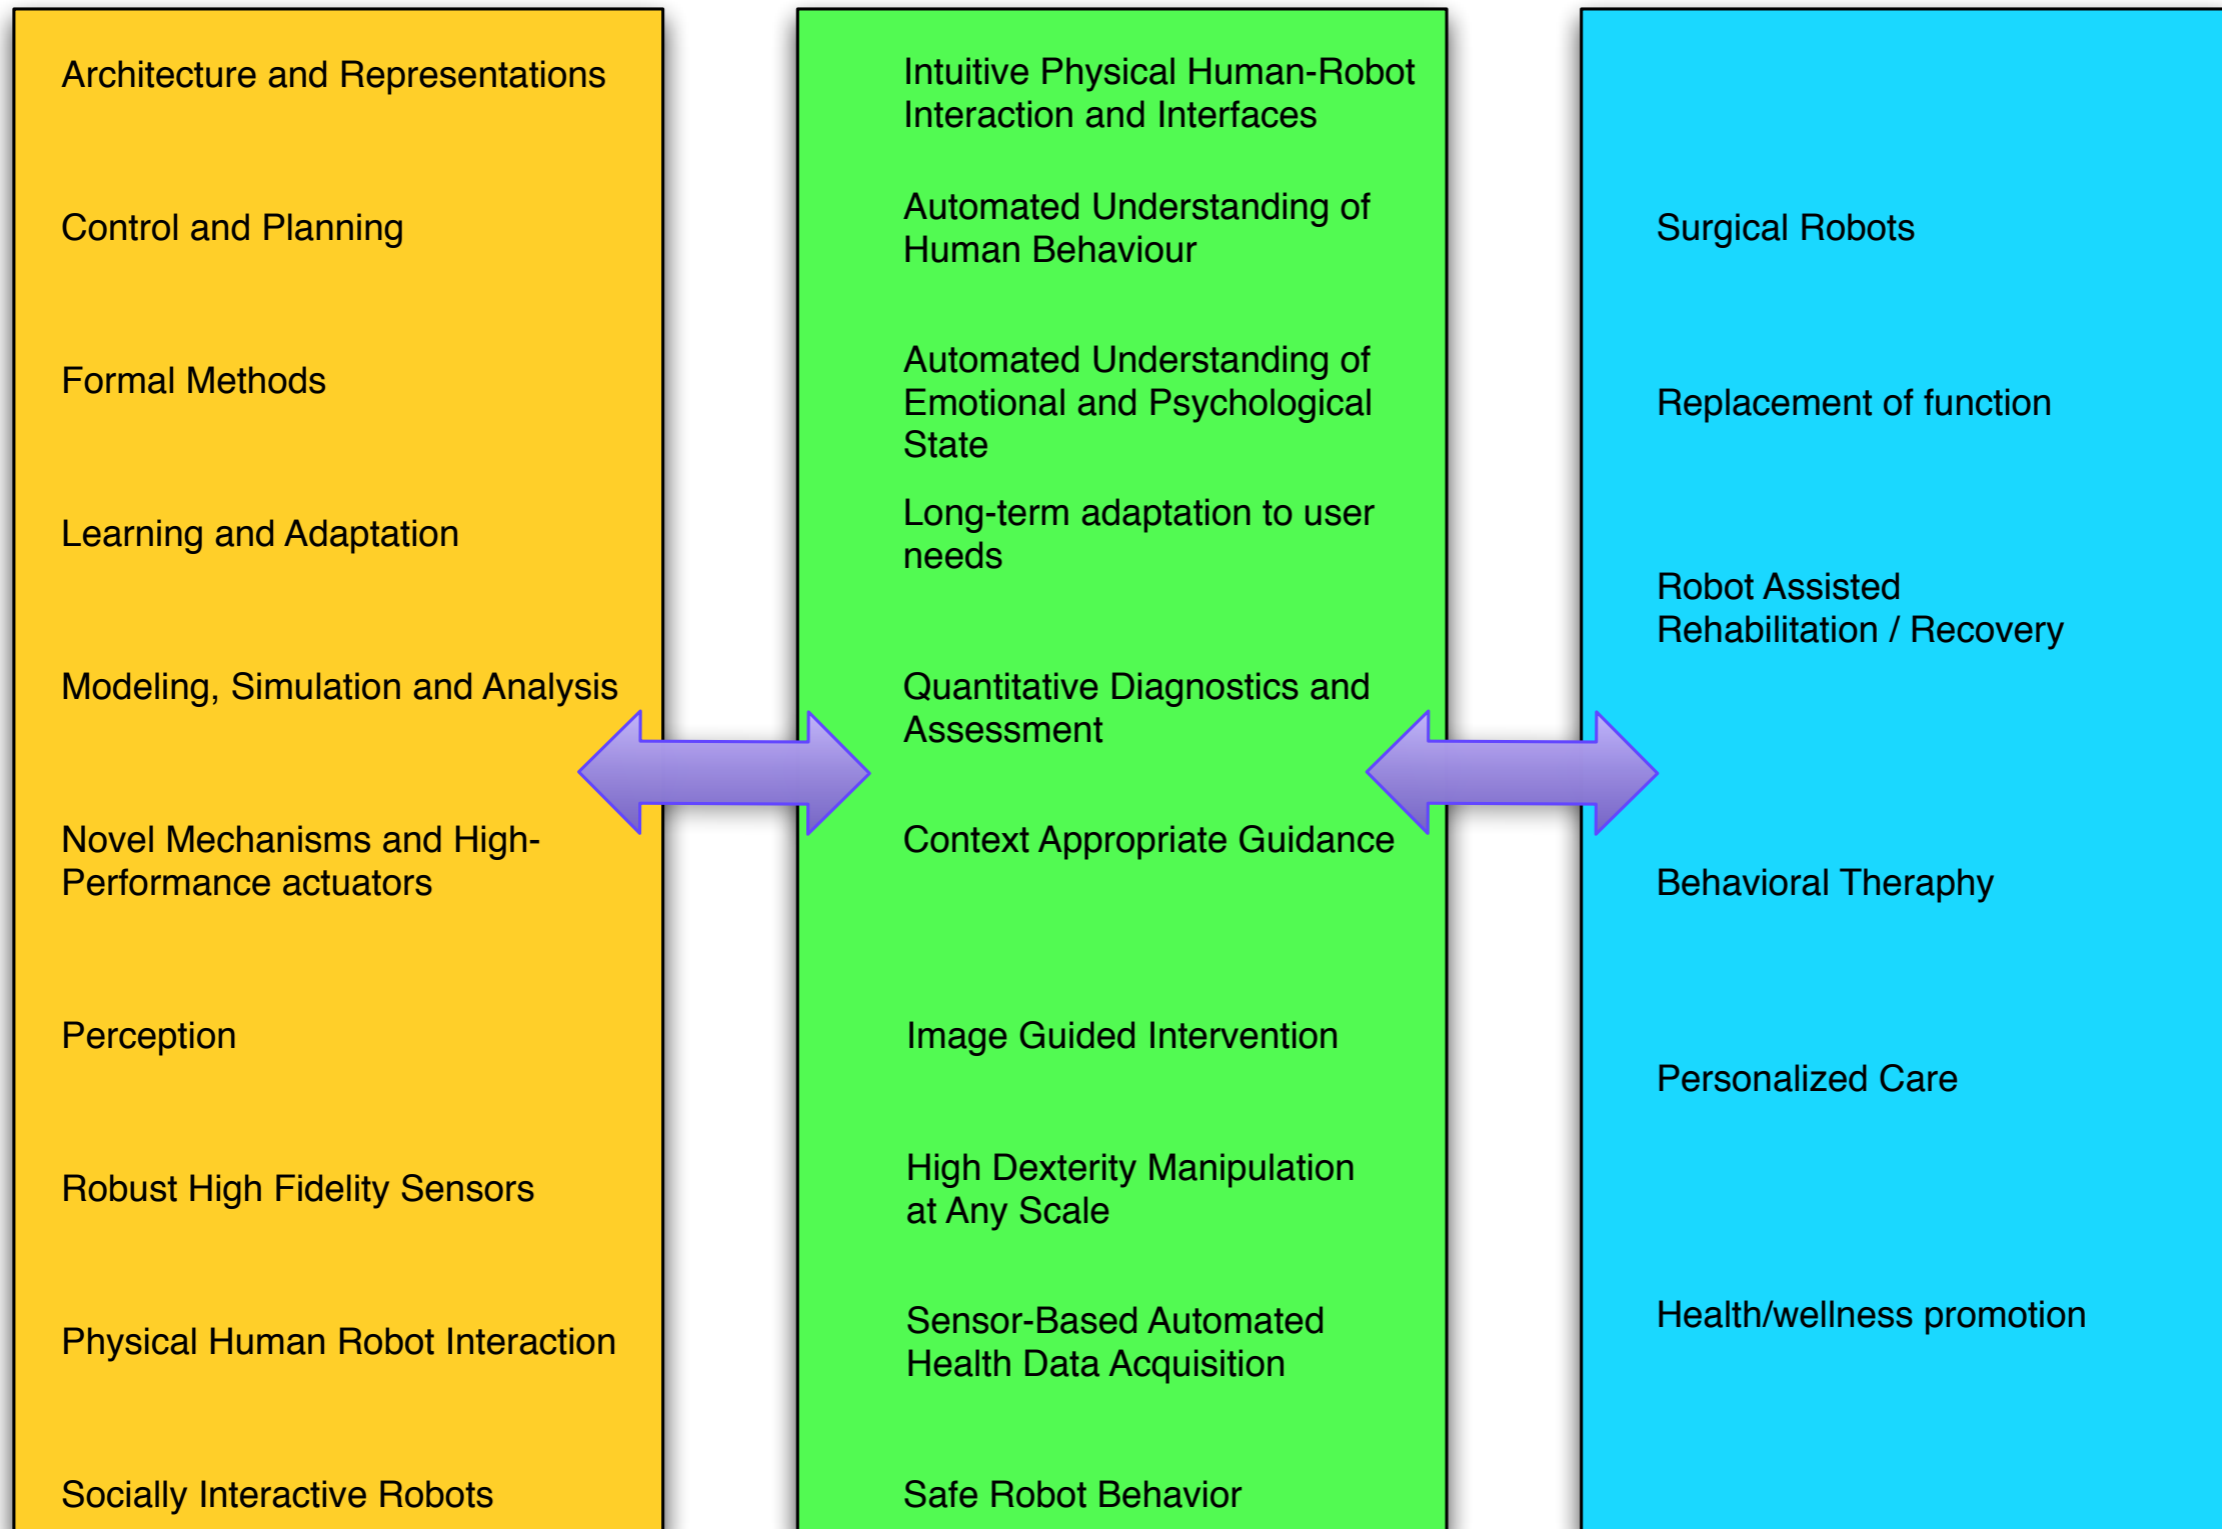 Architecture and Representations
Control and Planning
Formal Methods
Learning and Adaptation
Modeling, Simulation and Analysis
Novel Mechanisms and High-
Performance actuators
Perception
Robust High Fidelity Sensors
Physical Human Robot Interaction
Socially Interactive Robots
Intuitive Physical Human-Robot
Interaction and Interfaces
Automated Understanding of
Human Behaviour
Automated Understanding of
Emotional and Psychological
State
Long-term adaptation to user
needs
Quantitative Diagnostics and
Assessment
Context Appropriate Guidance
Image Guided Intervention
High Dexterity Manipulation
at Any Scale
Sensor-Based Automated
Health Data Acquisition
Safe Robot Behavior
Surgical Robots
Replacement of function
Robot Assisted
Rehabilitation / Recovery
Behavioral Theraphy
Personalized Care
Health/wellness promotion